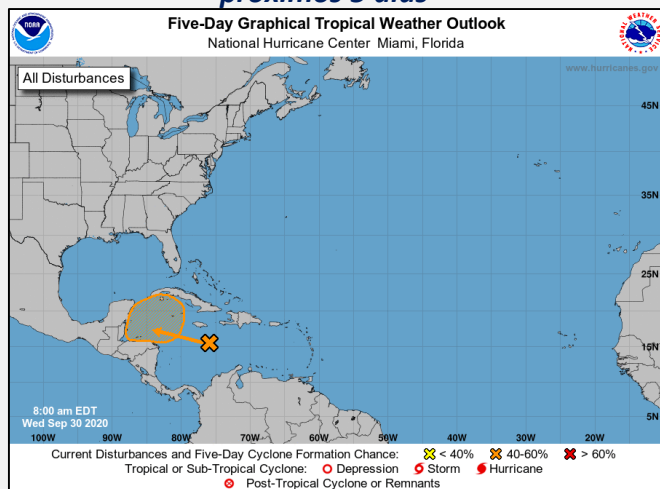 próximos 5 días
Five-Day Graphical Tropical Weather Outlook
National Hurricane Center Miami, Florida
NOAA
All Disturbances
www.hurricanes.gov
45N
35N
25N
20N
15N
5N
8:00 am EDT
Wed Sep 30 2020
100W 90W 80W 70W 60W 50W 40W 30W 20W
Current Disturbances and Five-Day Cyclone Formation Chance: < 40% 40-60% > 60%
Tropical or Sub-Tropical Cyclone: Depression Storm Hurricane
Post-Tropical Cyclone or Remnants